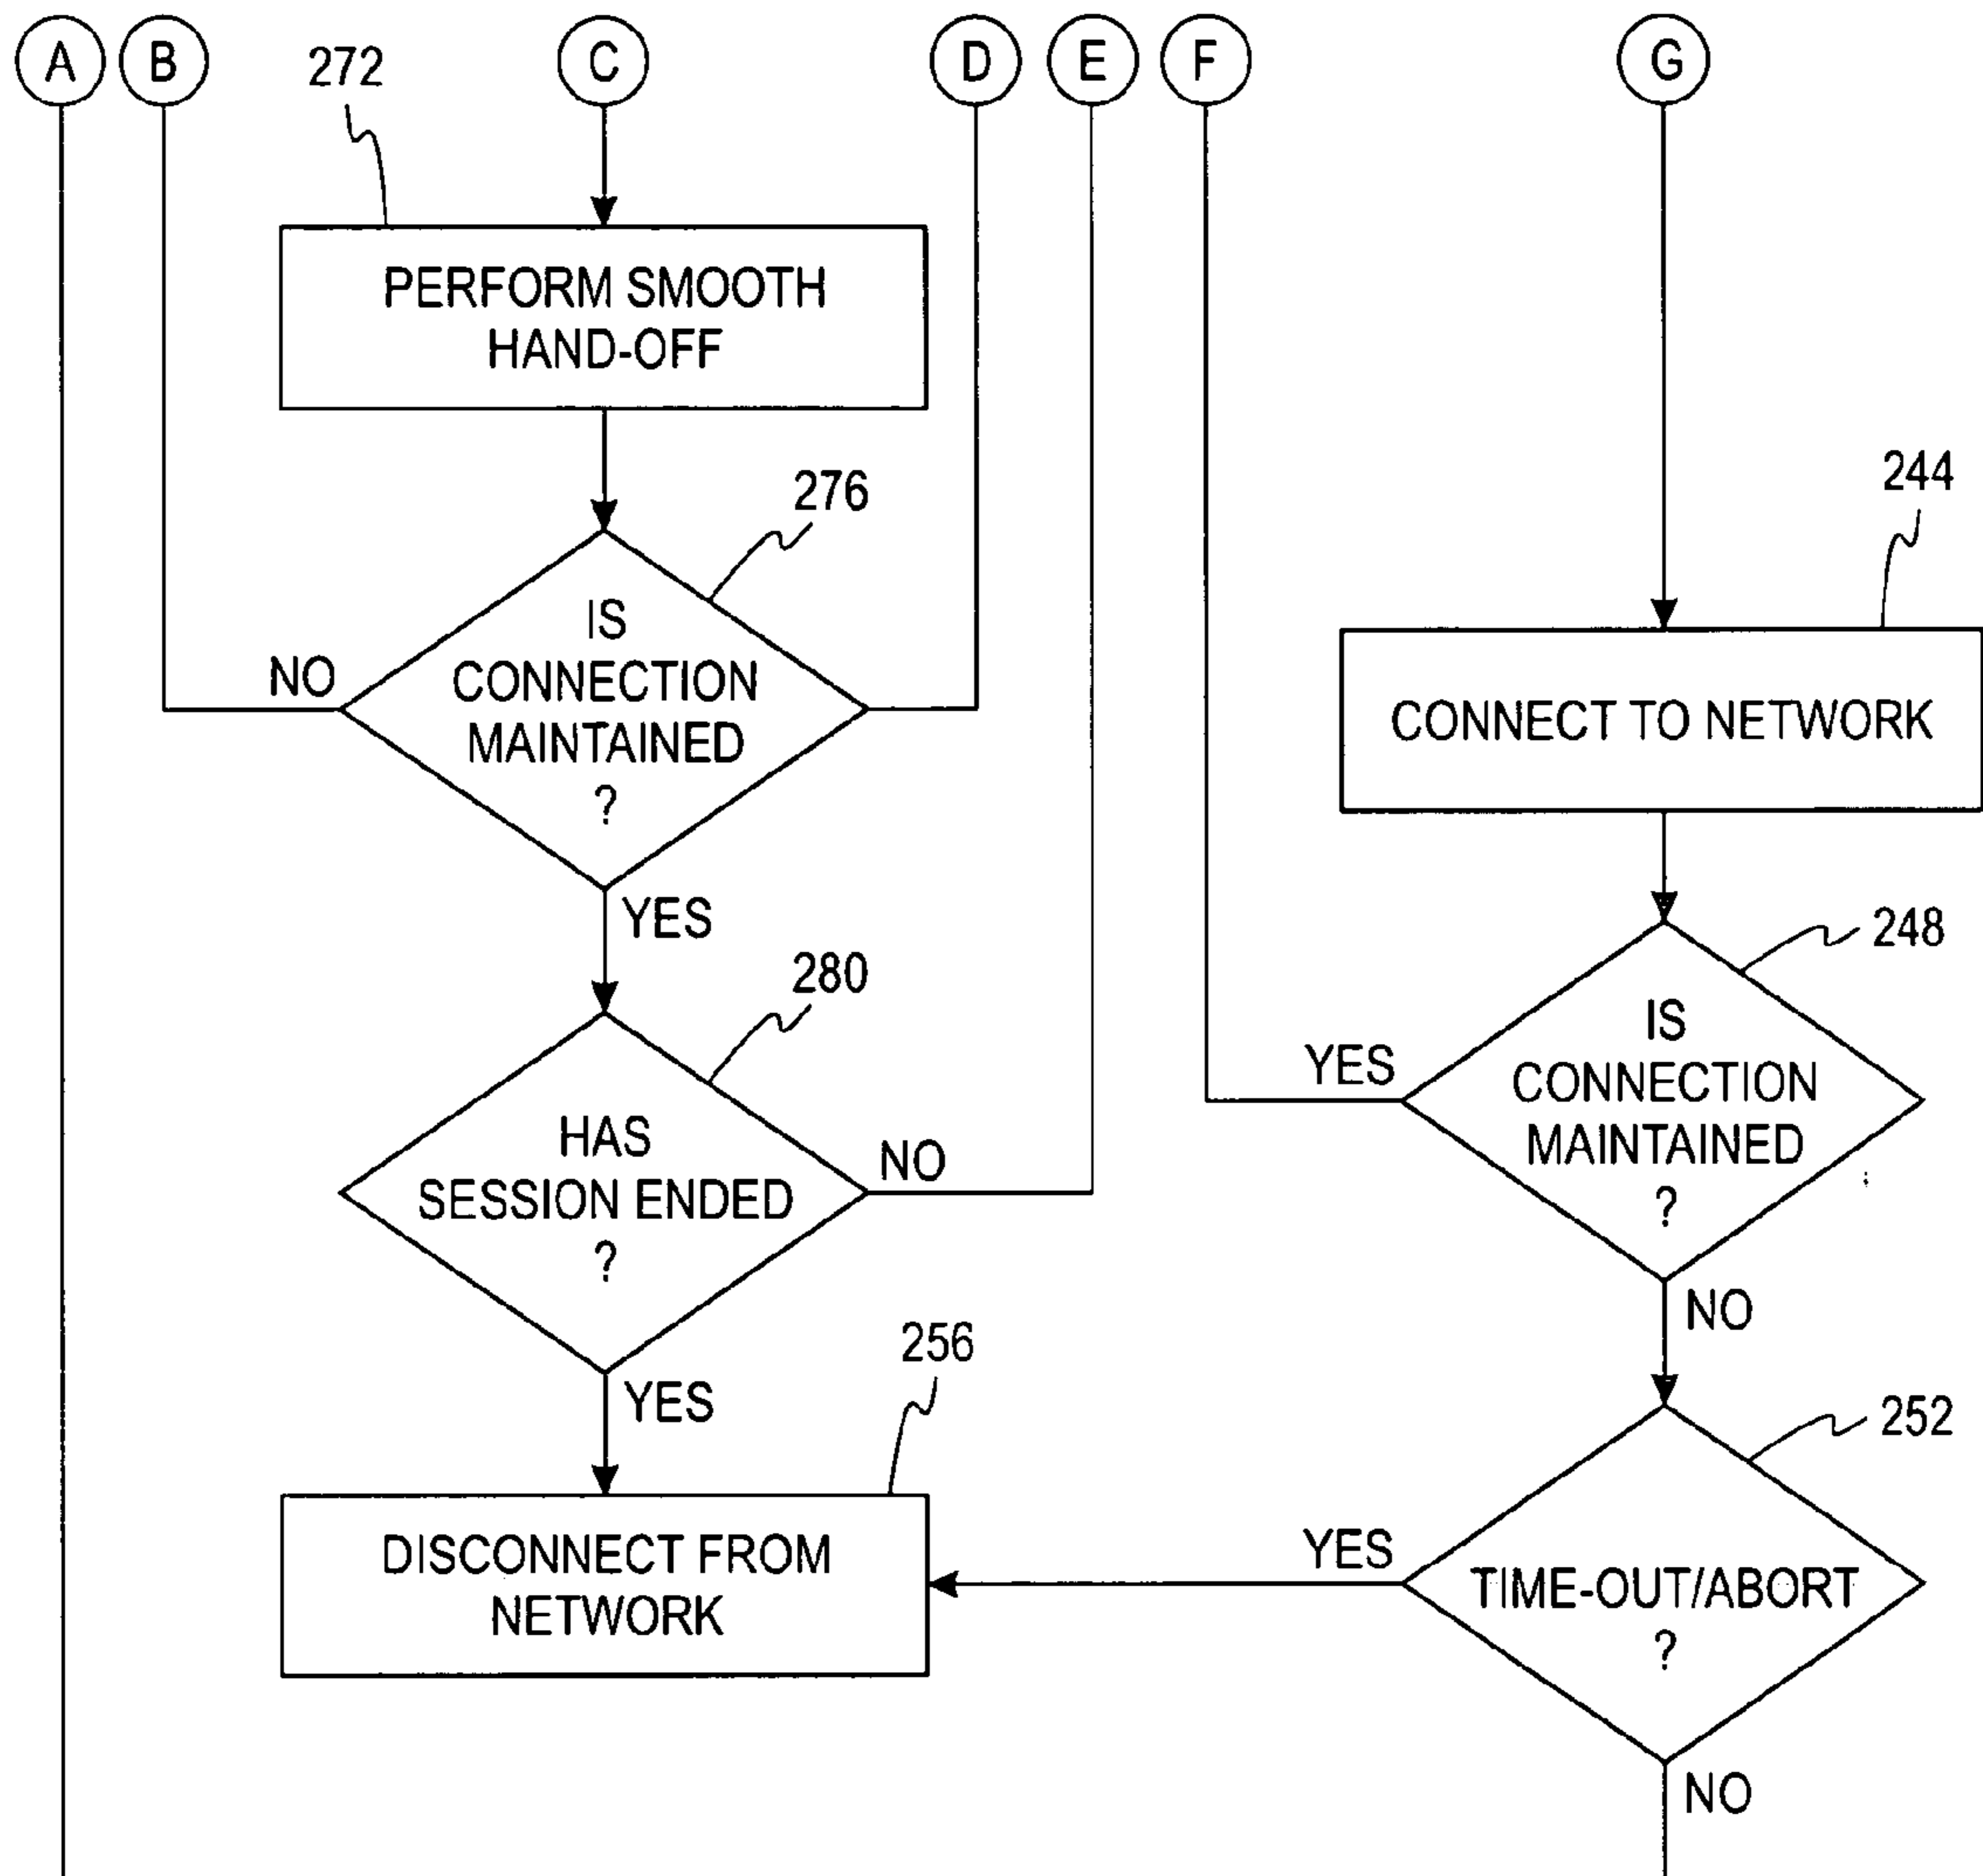 A B C D E F G
272
PERFORM SMOOTH
HAND-OFF
276
IS
CONNECTION
MAINTAINED
?
NO
YES
280
HAS
SESSION ENDED
?
NO
YES
256
DISCONNECT FROM
NETWORK
244
CONNECT TO NETWORK
248
IS
CONNECTION
MAINTAINED
?
YES
NO
252
TIME-OUT/ABORT
?
YES
NO